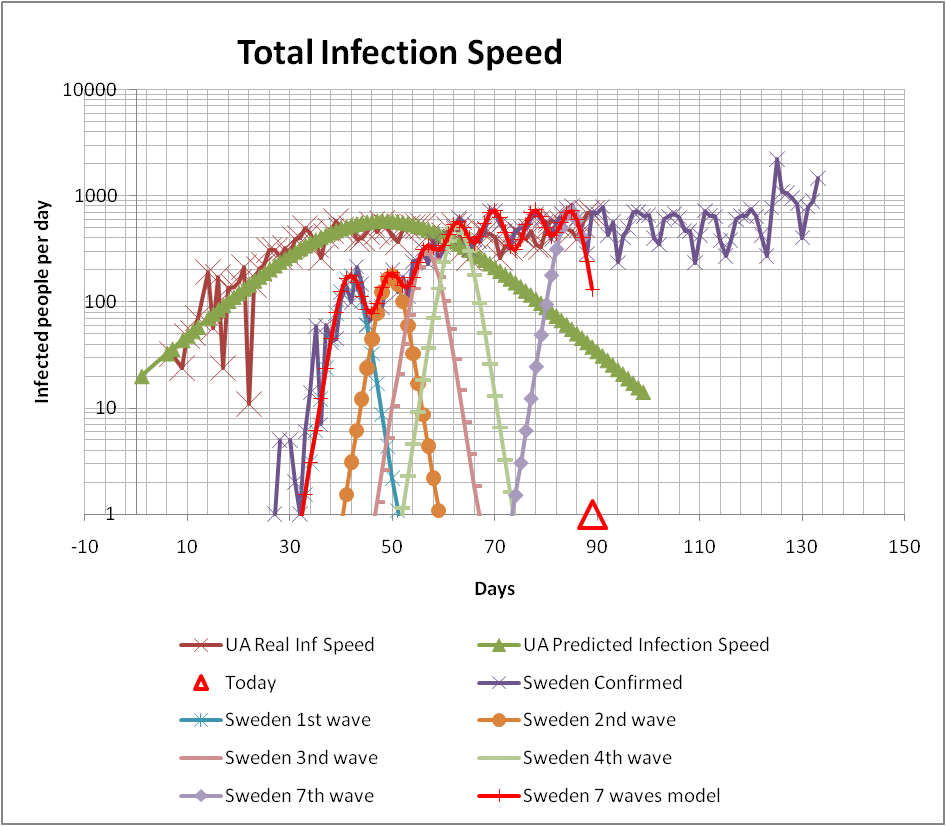 Total Infection Speed
10000
1000
100
10
1
Infected people per day
-10 10 30 50 70 90 110 130 150
Days
UA Real Inf Speed UA Predicted Infection Speed
Today Sweden Confirmed
Sweden 1st wave Sweden 2nd wave
Sweden 3nd wave Sweden 4th wave
Sweden 7th wave Sweden 7 waves model